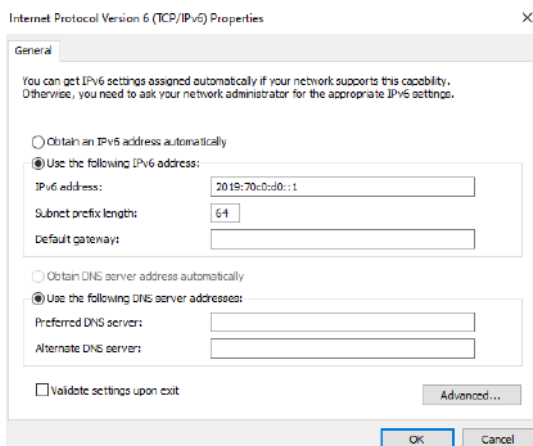 Internet Protocol Version 6 (TCP/IPv6) Properties
General
You can get IPv6 settings assigned automatically if your network supports this capability.
Otherwise, you need to ask your network administrator for the appropriate IPv6 settings.
Obtain an IPv6 address automatically
Use the following IPv6 address:
IPv6 address: 2019:70c0:d0::1
Subnet prefix length: 64
Default gateway:
Obtain DNS server address automatically
Use the following DNS server addresses:
Preferred DNS server:
Alternate DNS server:
Validate settings upon exit
Advanced...
OK Cancel